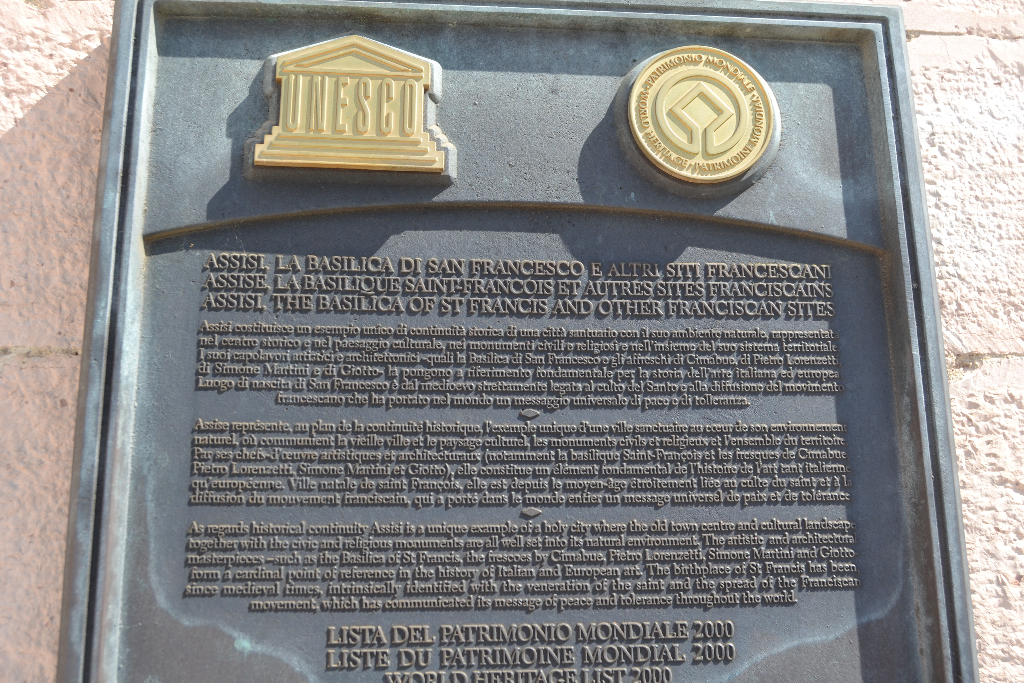 UNESCO
PATRIMONIO MONDIALE
WORLD HERITAGE
PATRIMOINE MONDIAL
ASSISI, LA BASILICA DI SAN FRANCESCO E ALTRI SITI FRANCESCANI
ASSISE, LA BASILIQUE SAINT-FRANÇOIS ET AUTRES SITES FRANCISCAINS
ASSISI, THE BASILICA OF ST FRANCIS AND OTHER FRANCISCAN SITES
Assisi costituisce un esempio unico di continuità storica di una città santuario con il suo ambiente naturale, rappresentat
nel centro storico e nel paesaggio culturale, nei monumenti civili e religiosi e nell'insieme del suo sistema territoriale.
I suoi capolavori artistici e architettonici -quali la Basilica di San Francesco e gli affreschi di Cimabue, di Pietro Lorenzetti
di Simone Martini e di Giotto- la pongono a riferimento fondamentale per la storia dell'arte italiana ed europea
Luogo di nascita di San Francesco è dal medioevo strettamente legata al culto del Santo e alla diffusione del moviment
francescano che ha portato nel mondo un messaggio universale di pace e di tolleranza.
Assise représente, au plan de la continuité historique, l'exemple unique d'une ville sanctuaire au cœur de son environnement
naturel, où communient la vieille ville et le paysage culturel, les monuments civils et religieux et l'ensemble du territoire
Par ses chefs-d'œuvre artistiques et architecturaux (notamment la basilique Saint-François et les fresques de Cimabue
Pietro Lorenzetti, Simone Martini et Giotto), elle constitue un élément fondamental de l'histoire de l'art tant italienne
qu'européenne. Ville natale de saint François, elle est depuis le moyen-âge étroitement liée au culte du saint et à la
diffusion du mouvement franciscain, qui a porté dans le monde entier un message universel de paix et de tolérance
As regards historical continuity Assisi is a unique example of a holy city where the old town centre and cultural landscape
together with the civic and religious monuments are all well set into its natural environment. The artistic and architectural
masterpieces -such as the Basilica of St Francis, the frescoes by Cimabue, Pietro Lorenzetti, Simone Martini and Giotto
form a cardinal point of reference in the history of Italian and European art. The birthplace of St Francis has been
since medieval times, intrinsically identified with the veneration of the saint and the spread of the Franciscan
movement, which has communicated its message of peace and tolerance throughout the world.
LISTA DEL PATRIMONIO MONDIALE 2000
LISTE DU PATRIMOINE MONDIAL 2000
WORLD HERITAGE LIST 2000